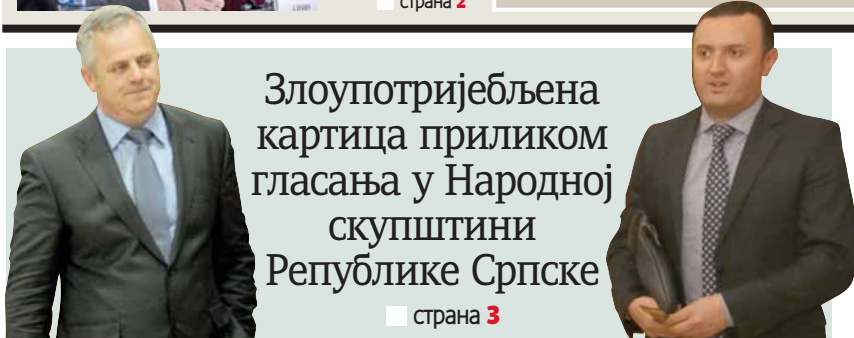 страна 2
Злоупотријебљена
картица приликом
гласања у Народној
скупштини
Републике Српске
страна 3